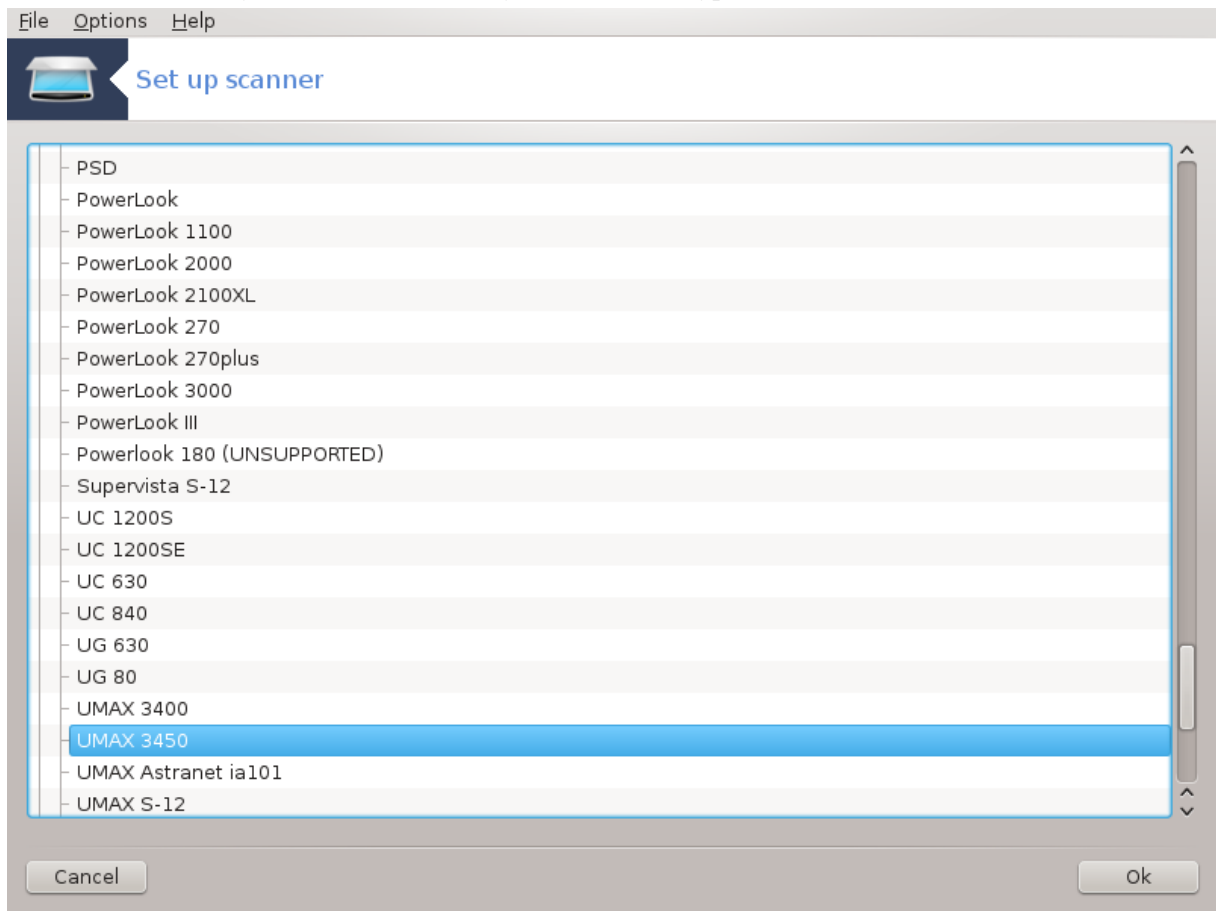 File Options Help
Set up scanner
PSD
PowerLook
PowerLook 1100
PowerLook 2000
PowerLook 2100XL
PowerLook 270
PowerLook 270plus
PowerLook 3000
PowerLook III
Powerlook 180 (UNSUPPORTED)
Supervista S-12
UC 1200S
UC 1200SE
UC 630
UC 840
UG 630
UG 80
UMAX 3400
UMAX 3450
UMAX Astranet ia101
UMAX S-12
Cancel Ok